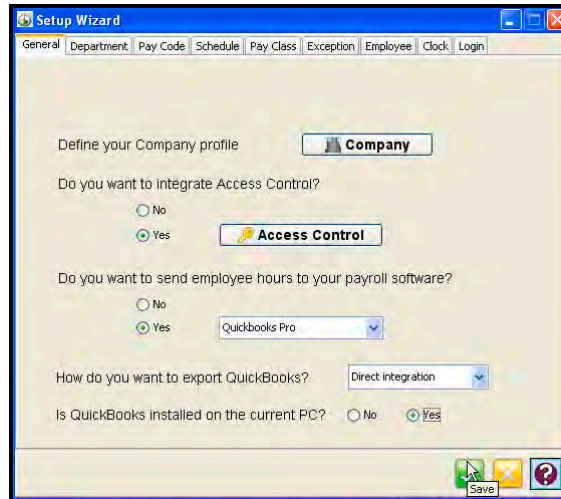 Setup Wizard
General Department Pay Code Schedule Pay Class Exception Employee Clock Login
Define your Company profile Company
Do you want to integrate Access Control?
No
Yes Access Control
Do you want to send employee hours to your payroll software?
No
Yes Quickbooks Pro
How do you want to export QuickBooks? Direct integration
Is QuickBooks installed on the current PC? No Yes
?
Save